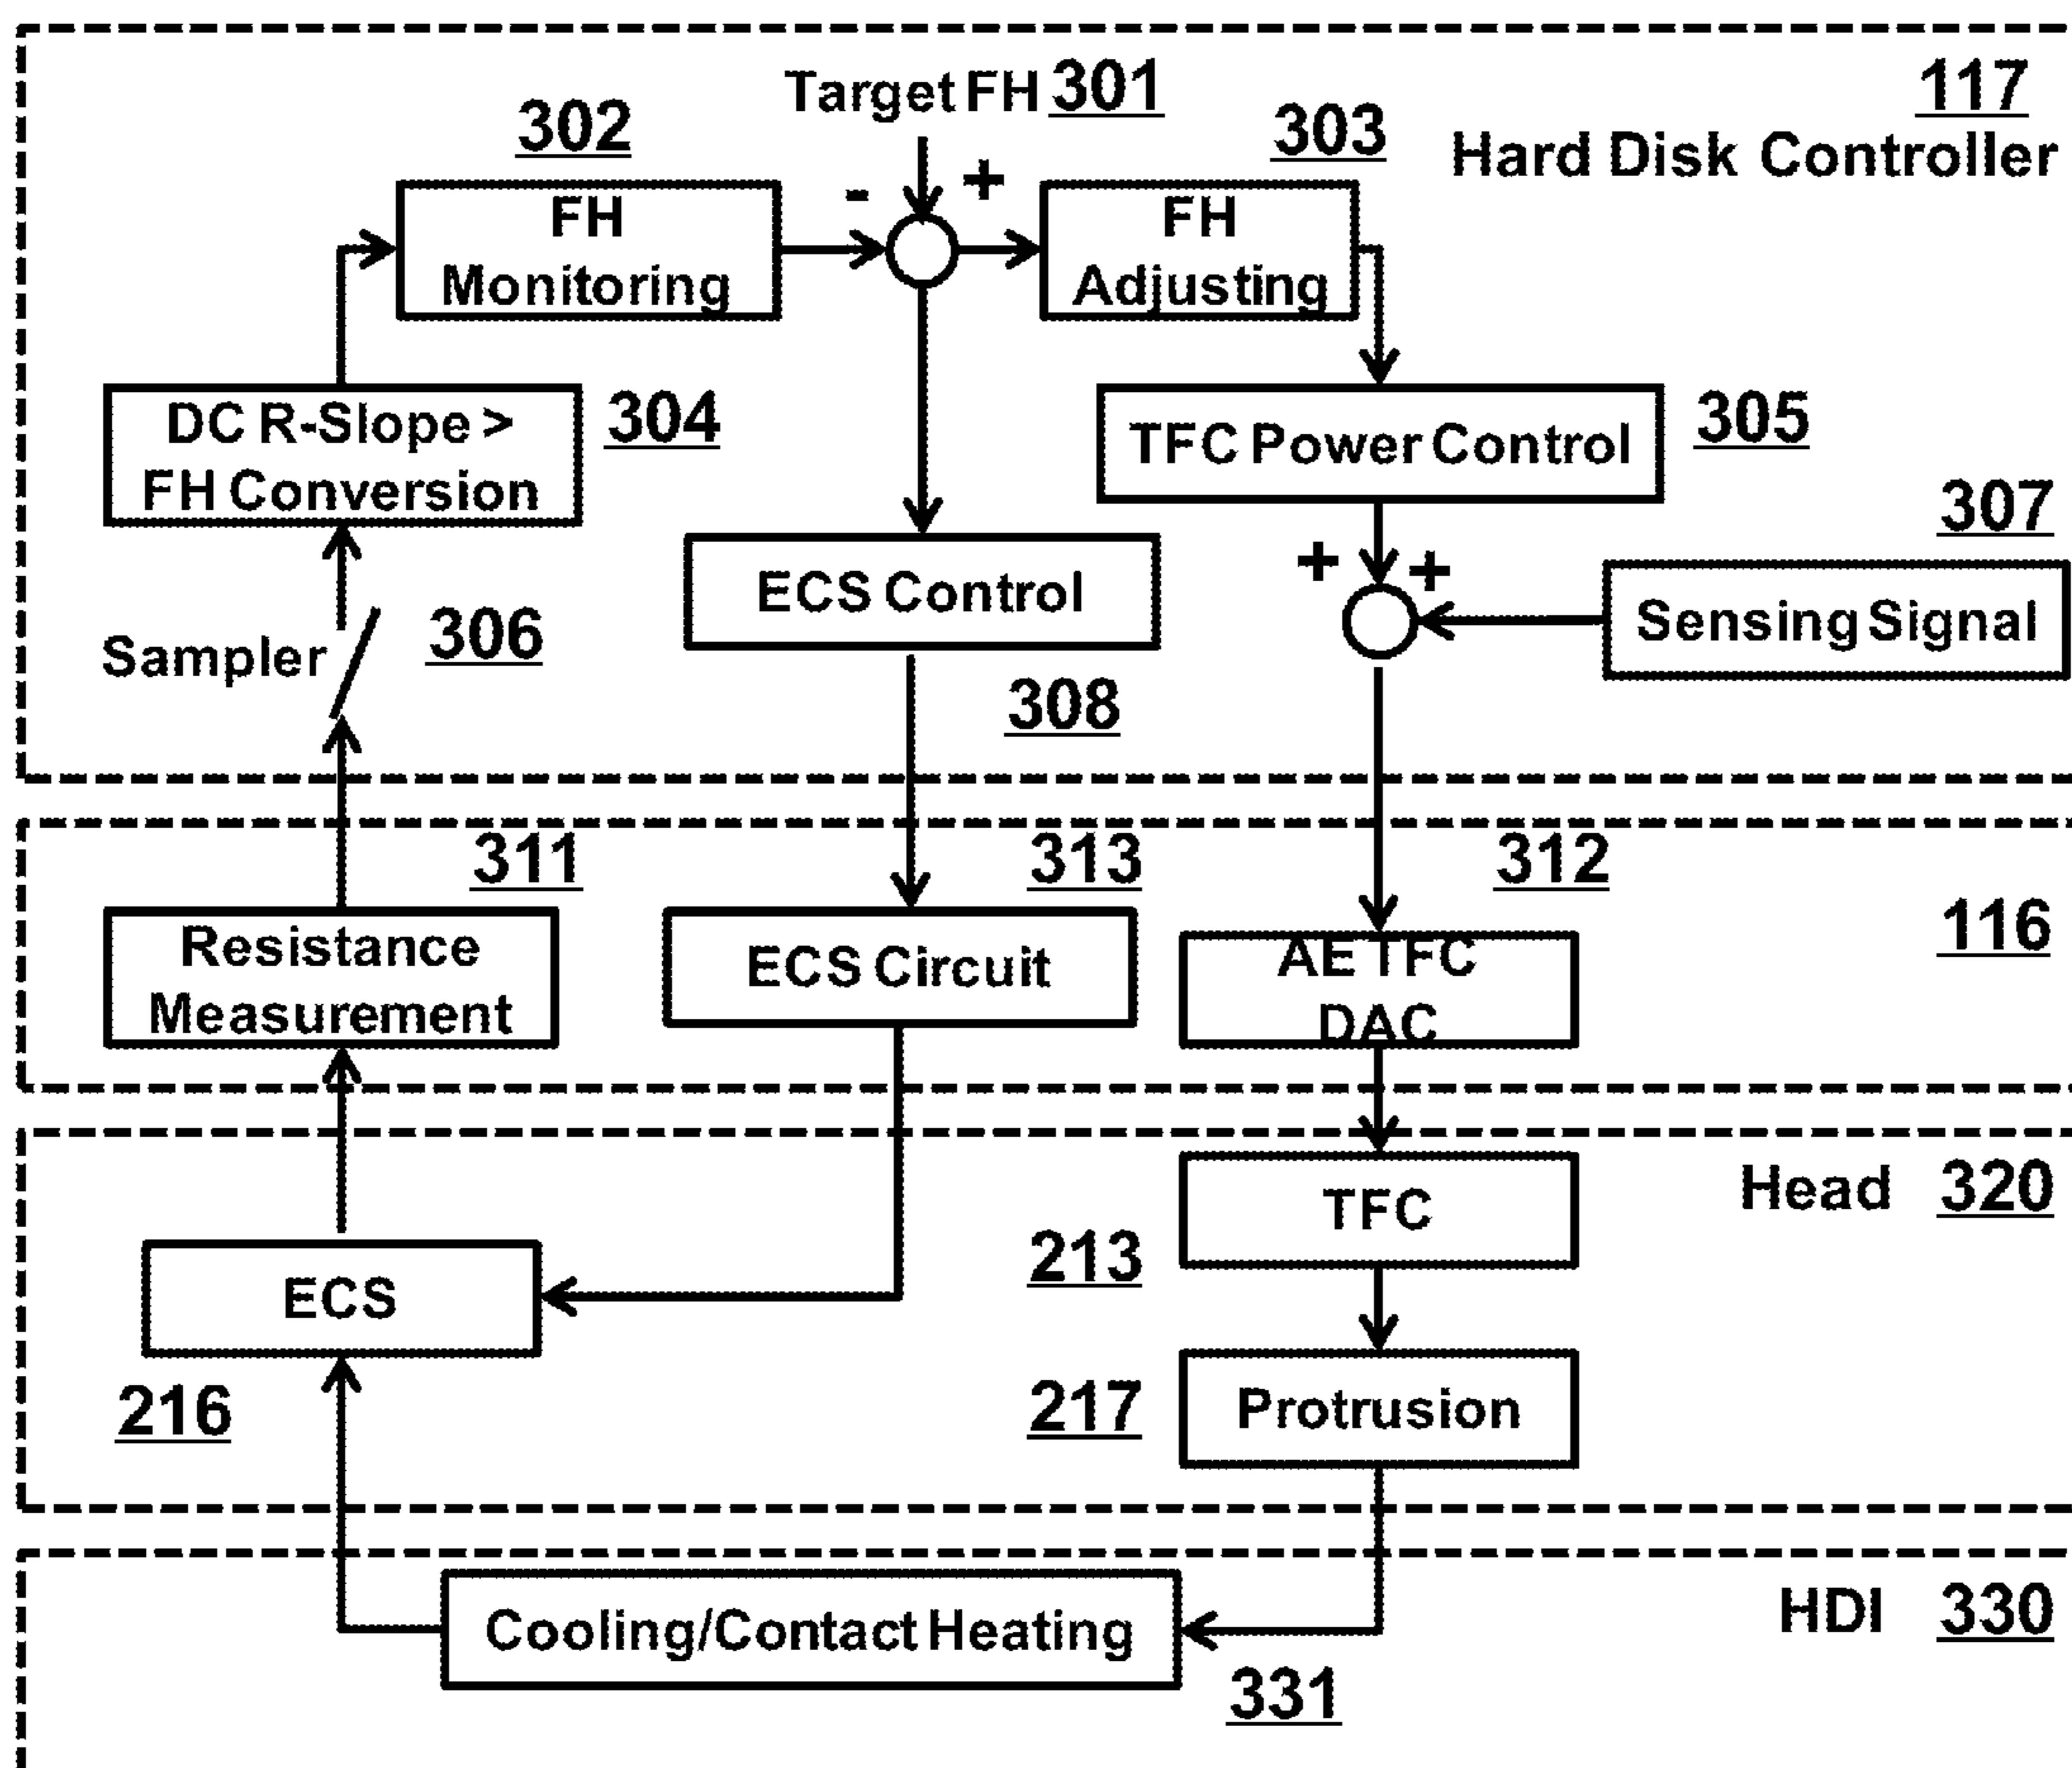 Target FH 301
117
302
303
Hard Disk Controller
-
+
FH
Monitoring
FH
Adjusting
DC R-Slope >
FH Conversion
304
TFC Power Control
305
307
ECS Control
+
+
Sensing Signal
Sampler
306
308
311
313
312
Resistance
Measurement
ECS Circuit
AE TFC
DAC
116
TFC
Head 320
213
ECS
216
217
Protrusion
Cooling/Contact Heating
HDI 330
331